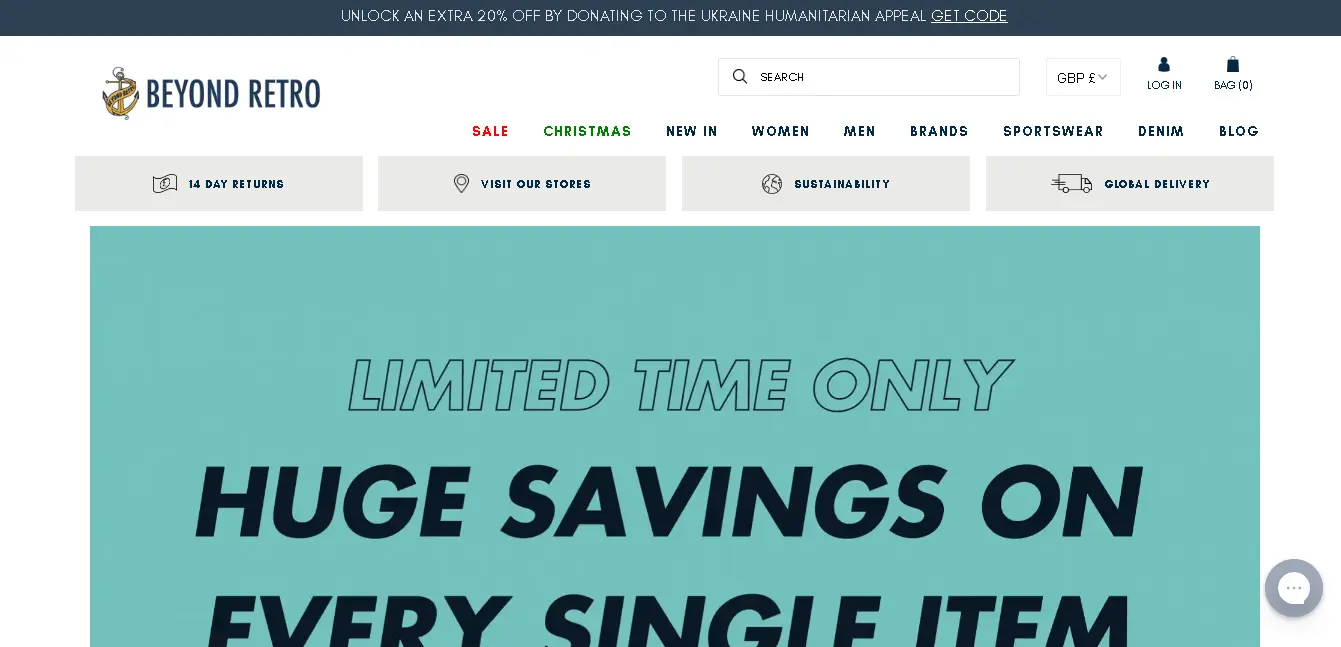 UNLOCK AN EXTRA 20% OFF BY DONATING TO THE UKRAINE HUMANITARIAN APPEAL GET CODE
BEYOND RETRO
SEARCH
GBP £
LOG IN
BAG (0)
SALE CHRISTMAS NEW IN WOMEN MEN BRANDS SPORTSWEAR DENIM BLOG
14 DAY RETURNS
VISIT OUR STORES
SUSTAINABILITY
GLOBAL DELIVERY
LIMITED TIME ONLY
HUGE SAVINGS ON
EVERY SINGLE ITEM